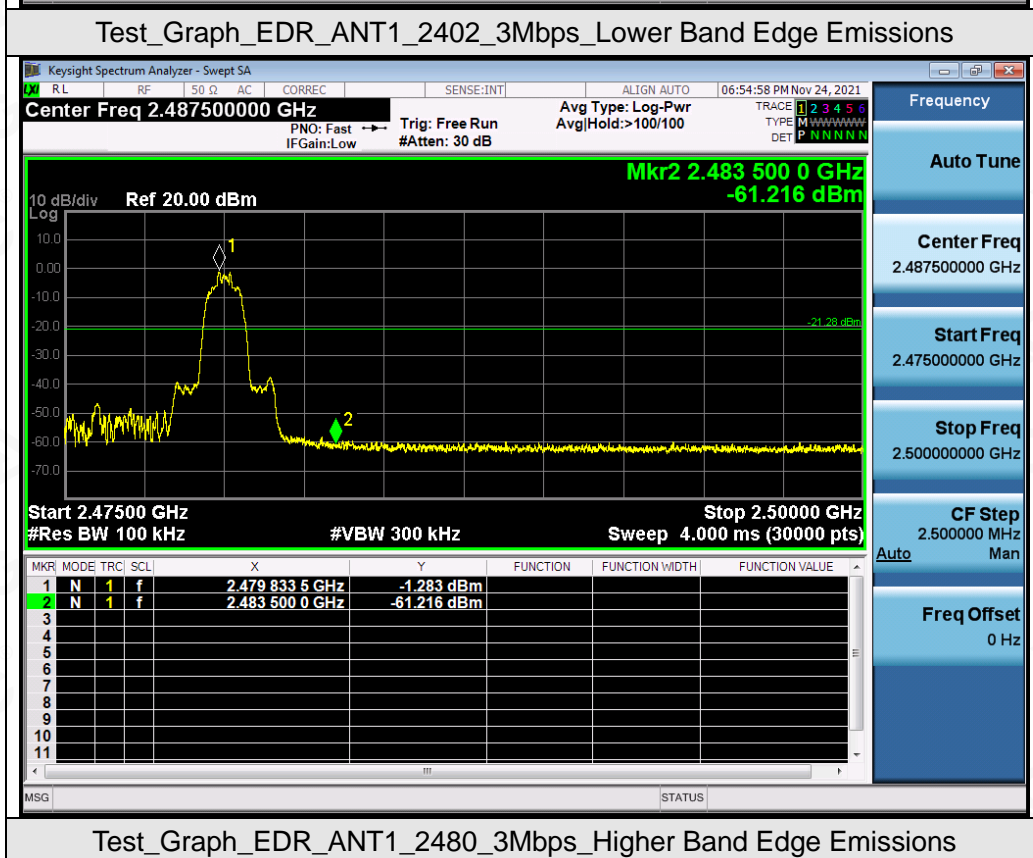 Test_Graph_EDR_ANT1_2402_3Mbps_Lower Band Edge Emissions
Keysight Spectrum Analyzer - Swept SA
LXI RL RF 50 Ω AC CORREC SENSE:INT ALIGN AUTO 06:54:58 PM Nov 24, 2021
Center Freq 2.487500000 GHz Avg Type: Log-Pwr TRACE 1 2 3 4 5 6
PNO: Fast Trig: Free Run Avg|Hold:>100/100 TYPE M WWWWW
IFGain:Low #Atten: 30 dB DET P N N N N N
Frequency
Auto Tune
Center Freq
2.487500000 GHz
Start Freq
2.475000000 GHz
Stop Freq
2.500000000 GHz
CF Step
2.500000 MHz
Auto Man
Freq Offset
0 Hz
Mkr2 2.483 500 0 GHz
-61.216 dBm
10 dB/div Ref 20.00 dBm
Log
10.0
0.00
-10.0
-20.0
-30.0
-40.0
-50.0
-60.0
-70.0
1
-21.28 dBm
2
Start 2.47500 GHz Stop 2.50000 GHz
#Res BW 100 kHz #VBW 300 kHz Sweep 4.000 ms (30000 pts)
MKR MODE TRC SCL X Y FUNCTION FUNCTION WIDTH FUNCTION VALUE
1 N 1 f 2.479 833 5 GHz -1.283 dBm
2 N 1 f 2.483 500 0 GHz -61.216 dBm
3
4
5
6
7
8
9
10
11
MSG STATUS
Test_Graph_EDR_ANT1_2480_3Mbps_Higher Band Edge Emissions